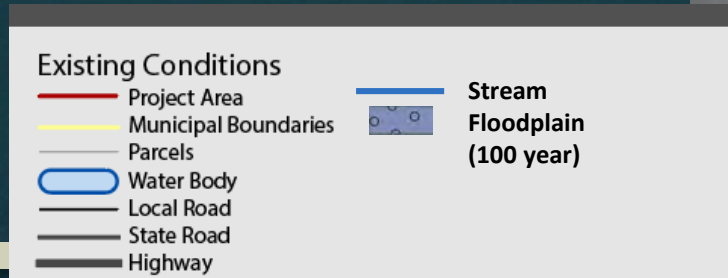 Existing Conditions
Project Area
Municipal Boundaries
Parcels
Water Body
Local Road
State Road
Highway
Stream
Floodplain
(100 year)